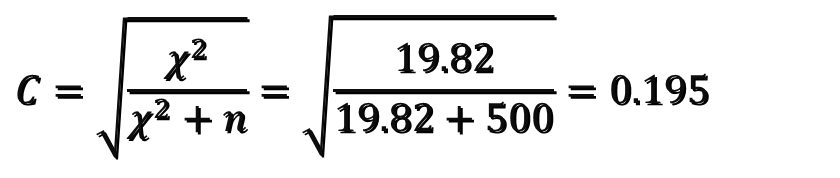 C = √(χ²/(χ² + n)) = √(19.82/(19.82 + 500)) = 0.195